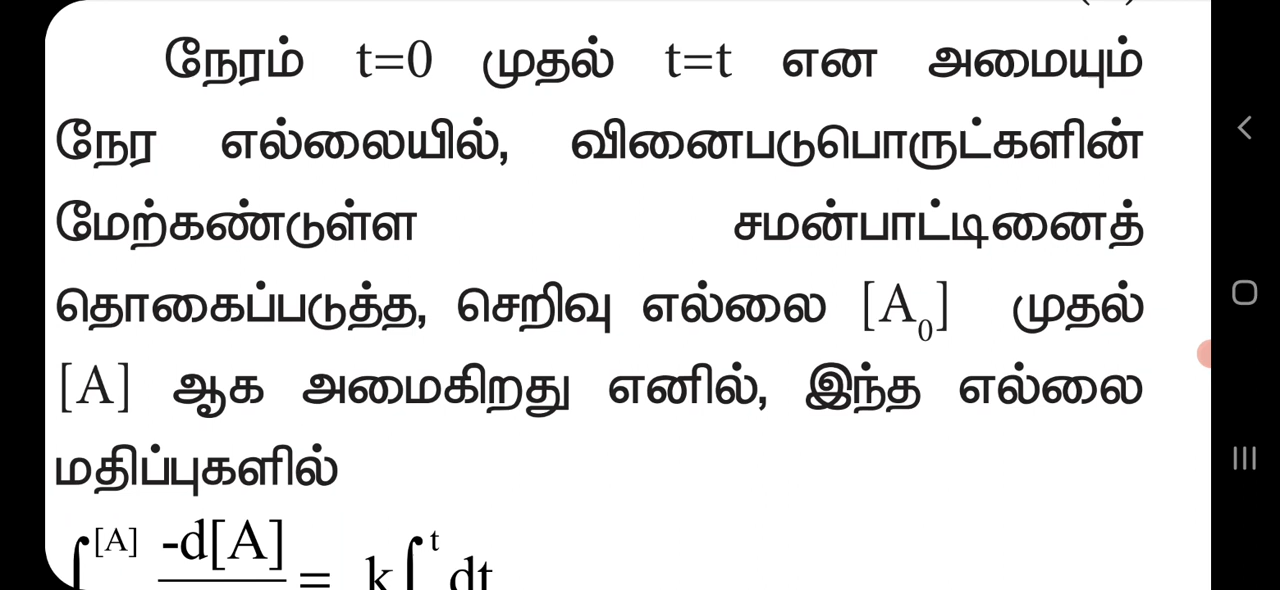 நேரம் t=0 முதல் t=t என அமையும்
நேர எல்லையில், வினைபடுபொருட்களின்
மேற்கண்டுள்ள சமன்பாட்டினைத்
தொகைப்படுத்த, செறிவு எல்லை [A₀] முதல்
[A] ஆக அமைகிறது எனில், இந்த எல்லை
மதிப்புகளில்
∫[A] -d[A] = k∫t dt